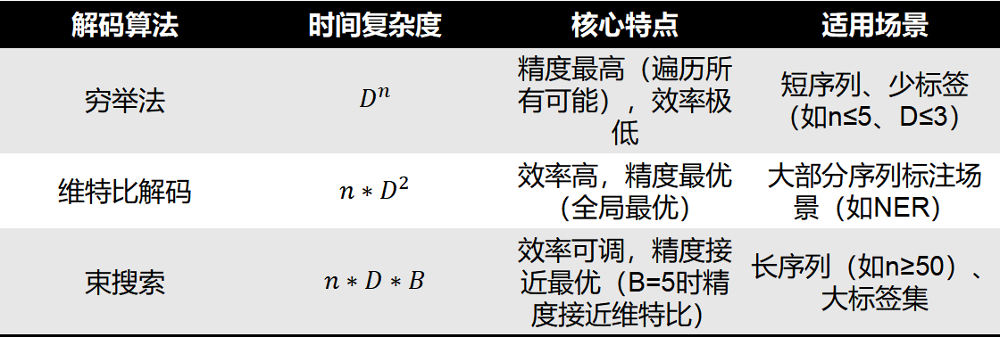 解码算法 时间复杂度 核心特点 适用场景
穷举法 Dⁿ 精度最高（遍历所
有可能），效率极
低 短序列、少标签
（如n≤5、D≤3）
维特比解码 n * D² 效率高，精度最优
（全局最优） 大部分序列标注场
景（如NER）
束搜索 n * D * B 效率可调，精度接
近最优（B=5时精
度接近维特比） 长序列（如n≥50）、
大标签集